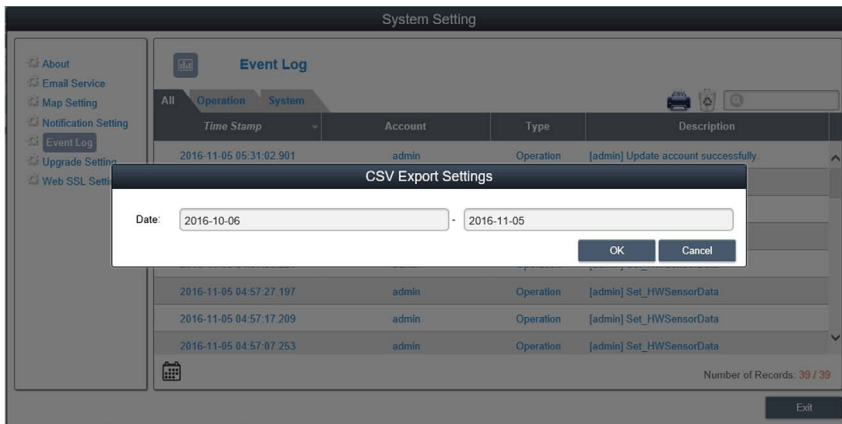 System Setting
About
Email Service
Map Setting
Notification Setting
Event Log
Upgrade Setting
Web SSL Setti
Event Log
All Operation System
CSV
Time Stamp Account Type Description
2016-11-05 05:31:02.901 admin Operation [admin] Update account successfully.
CSV Export Settings
Date: 2016-10-06 - 2016-11-05
OK Cancel
2016-11-05 04:57:27.197 admin Operation [admin] Set_HWSensorData
2016-11-05 04:57:17.209 admin Operation [admin] Set_HWSensorData
2016-11-05 04:57:07.253 admin Operation [admin] Set_HWSensorData
Number of Records: 39 / 39
Exit